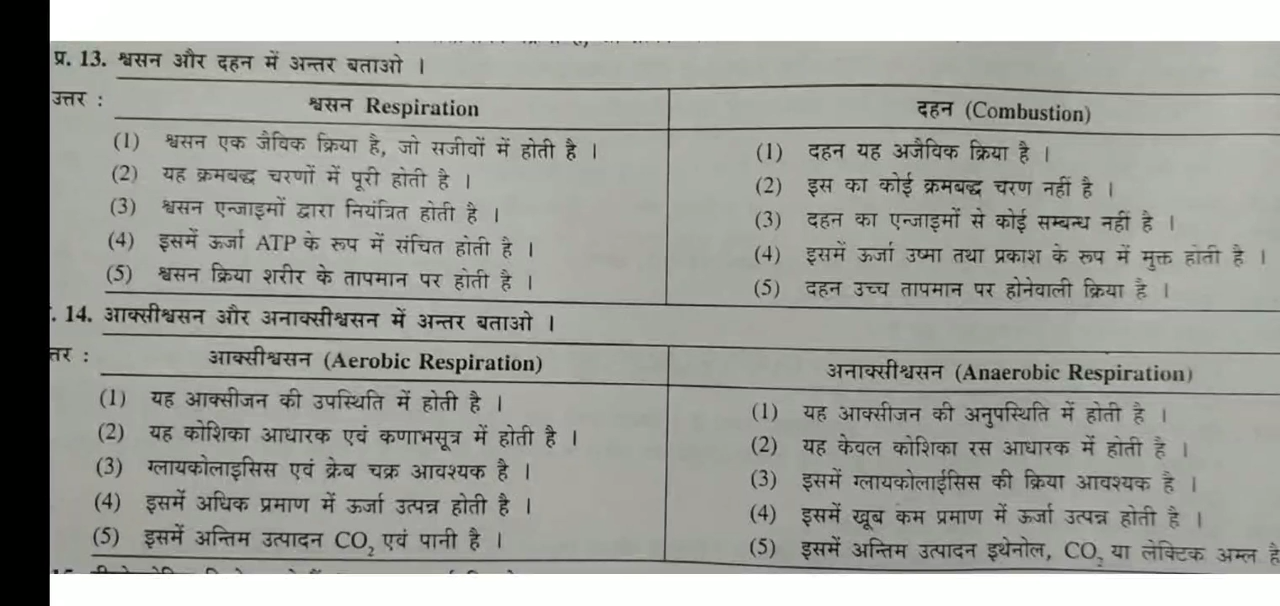 प्र. 13. श्वसन और दहन में अन्तर बताओ ।
उत्तर :
श्वसन Respiration
(1) श्वसन एक जैविक क्रिया है, जो सजीवों में होती है ।
(2) यह क्रमबद्ध चरणों में पूरी होती है ।
(3) श्वसन एन्जाइमों द्वारा नियंत्रित होती है ।
(4) इसमें ऊर्जा ATP के रूप में संचित होती है ।
(5) श्वसन क्रिया शरीर के तापमान पर होती है ।
दहन (Combustion)
(1) दहन यह अजैविक क्रिया है ।
(2) इस का कोई क्रमबद्ध चरण नहीं है ।
(3) दहन का एन्जाइमों से कोई सम्बन्ध नहीं है ।
(4) इसमें ऊर्जा उष्मा तथा प्रकाश के रूप में मुक्त होती है ।
(5) दहन उच्च तापमान पर होनेवाली क्रिया है ।
. 14. आक्सीश्वसन और अनाक्सीश्वसन में अन्तर बताओ ।
त्तर :
आक्सीश्वसन (Aerobic Respiration)
(1) यह आक्सीजन की उपस्थिति में होती है ।
(2) यह कोशिका आधारक एवं कणाभसूत्र में होती है ।
(3) ग्लायकोलाइसिस एवं क्रेब चक्र आवश्यक है ।
(4) इसमें अधिक प्रमाण में ऊर्जा उत्पन्न होती है ।
(5) इसमें अन्तिम उत्पादन CO₂ एवं पानी है ।
अनाक्सीश्वसन (Anaerobic Respiration)
(1) यह आक्सीजन की अनुपस्थिति में होती है ।
(2) यह केवल कोशिका रस आधारक में होती है ।
(3) इसमें ग्लायकोलाईसिस की क्रिया आवश्यक है ।
(4) इसमें खूब कम प्रमाण में ऊर्जा उत्पन्न होती है ।
(5) इसमें अन्तिम उत्पादन इथेनोल, CO₂ या लेक्टिक अम्ल है